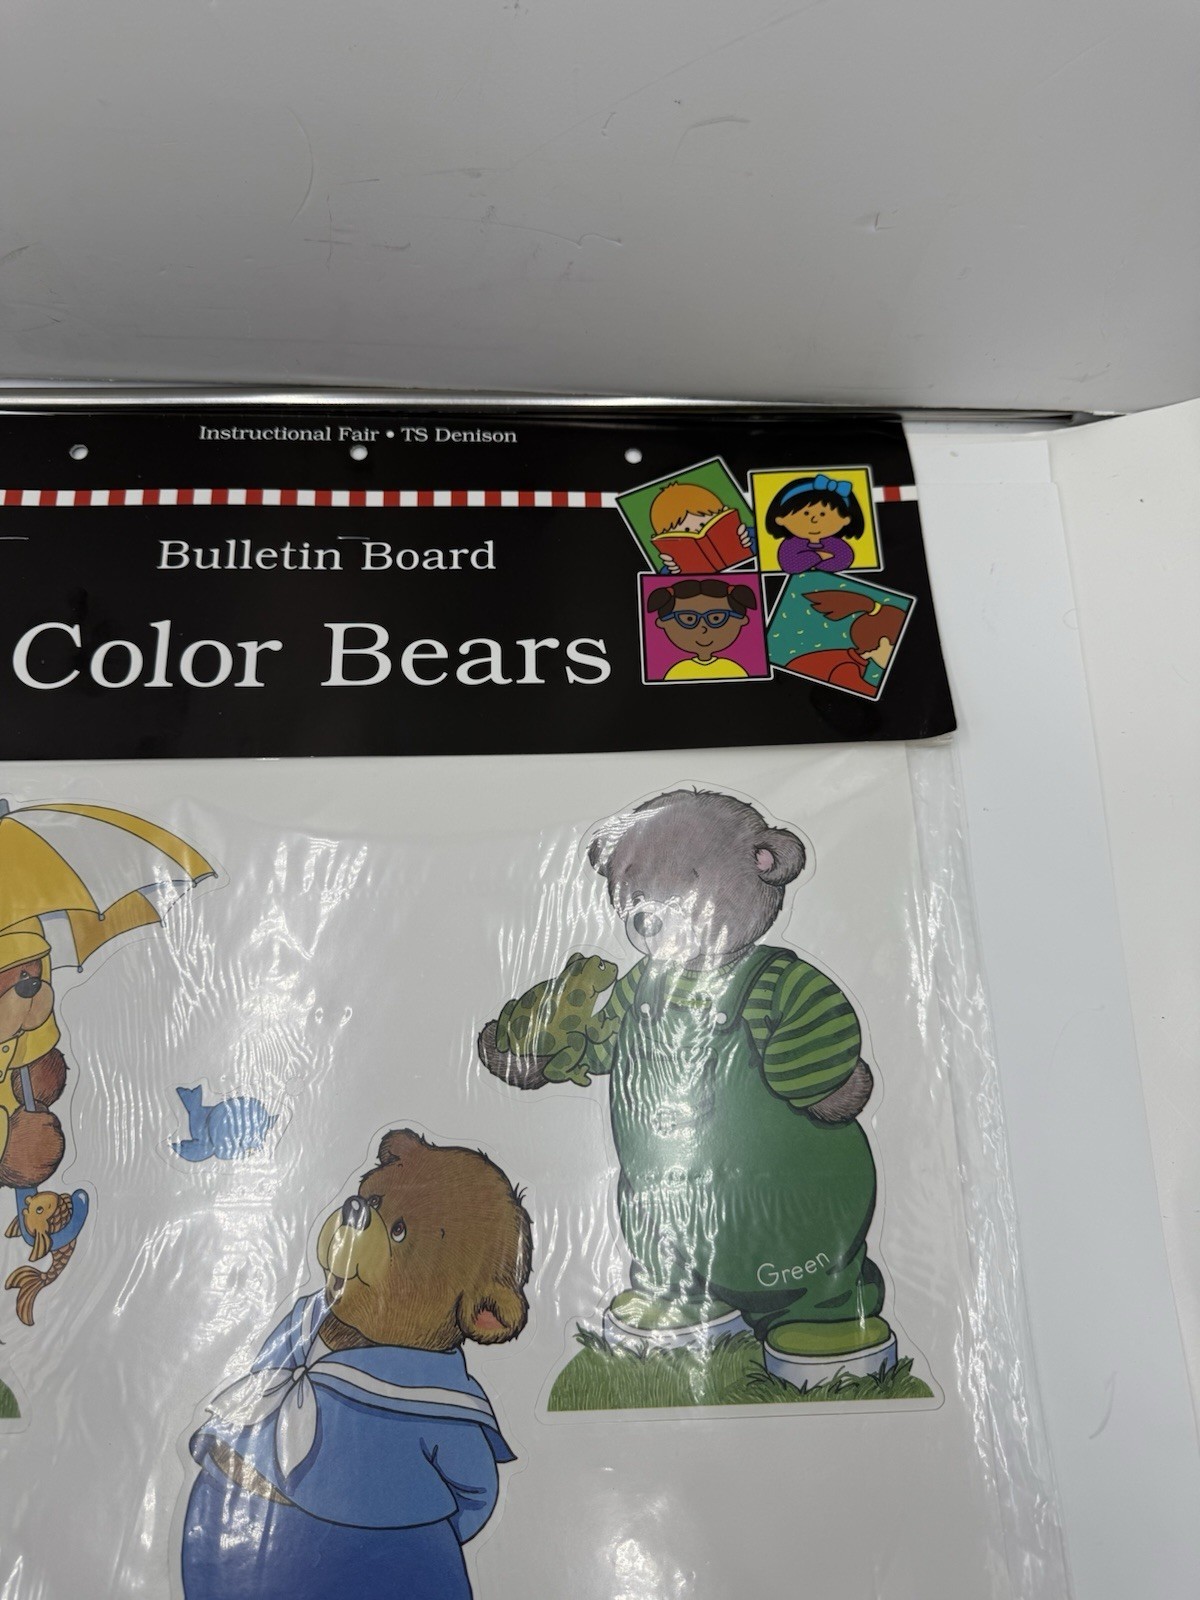 Instructional Fair • TS Denison
Bulletin Board
Color Bears
Green